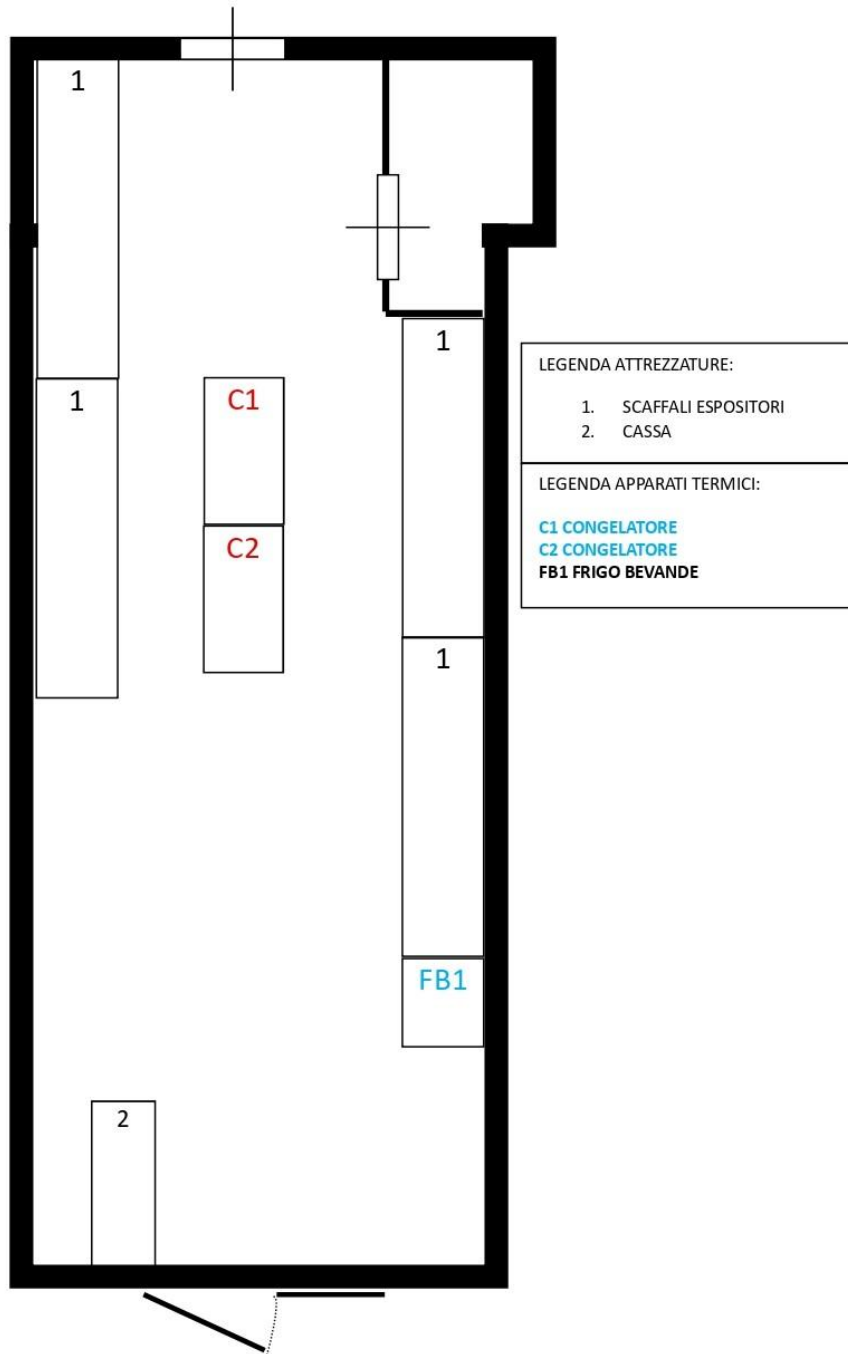 1
1
C1
1
C2
1
FB1
2
LEGENDA ATTREZZATURE:
1. SCAFFALI ESPOSITORI
2. CASSA
LEGENDA APPARATI TERMICI:
C1 CONGELATORE
C2 CONGELATORE
FB1 FRIGO BEVANDE